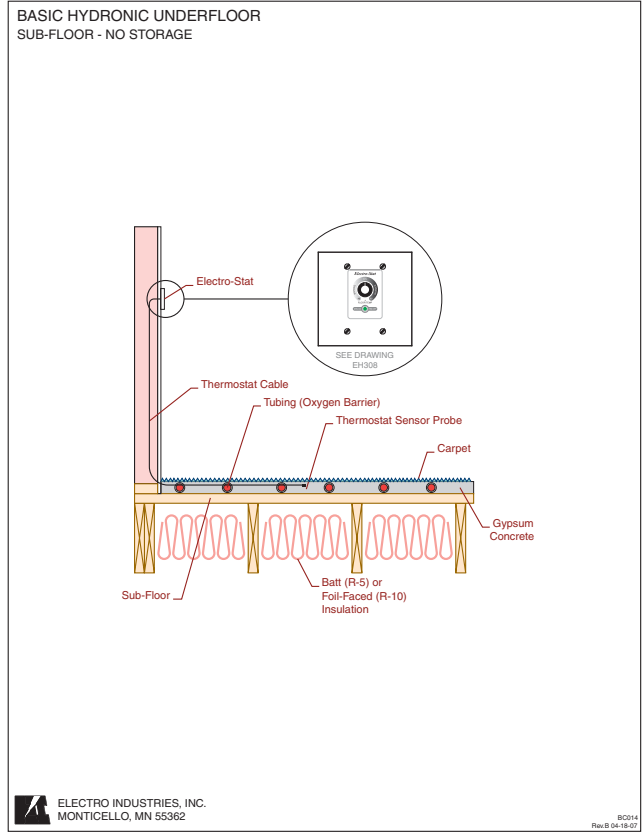 BASIC HYDRONIC UNDERFLOOR
SUB-FLOOR - NO STORAGE
Electro-Stat
Electro-Stat
SEE DRAWING
EH308
Thermostat Cable
Tubing (Oxygen Barrier)
Thermostat Sensor Probe
Carpet
Gypsum
Concrete
Batt (R-5) or
Foil-Faced (R-10)
Insulation
Sub-Floor
ELECTRO INDUSTRIES, INC.
MONTICELLO, MN 55362
BC014
Rev.B 04-18-07